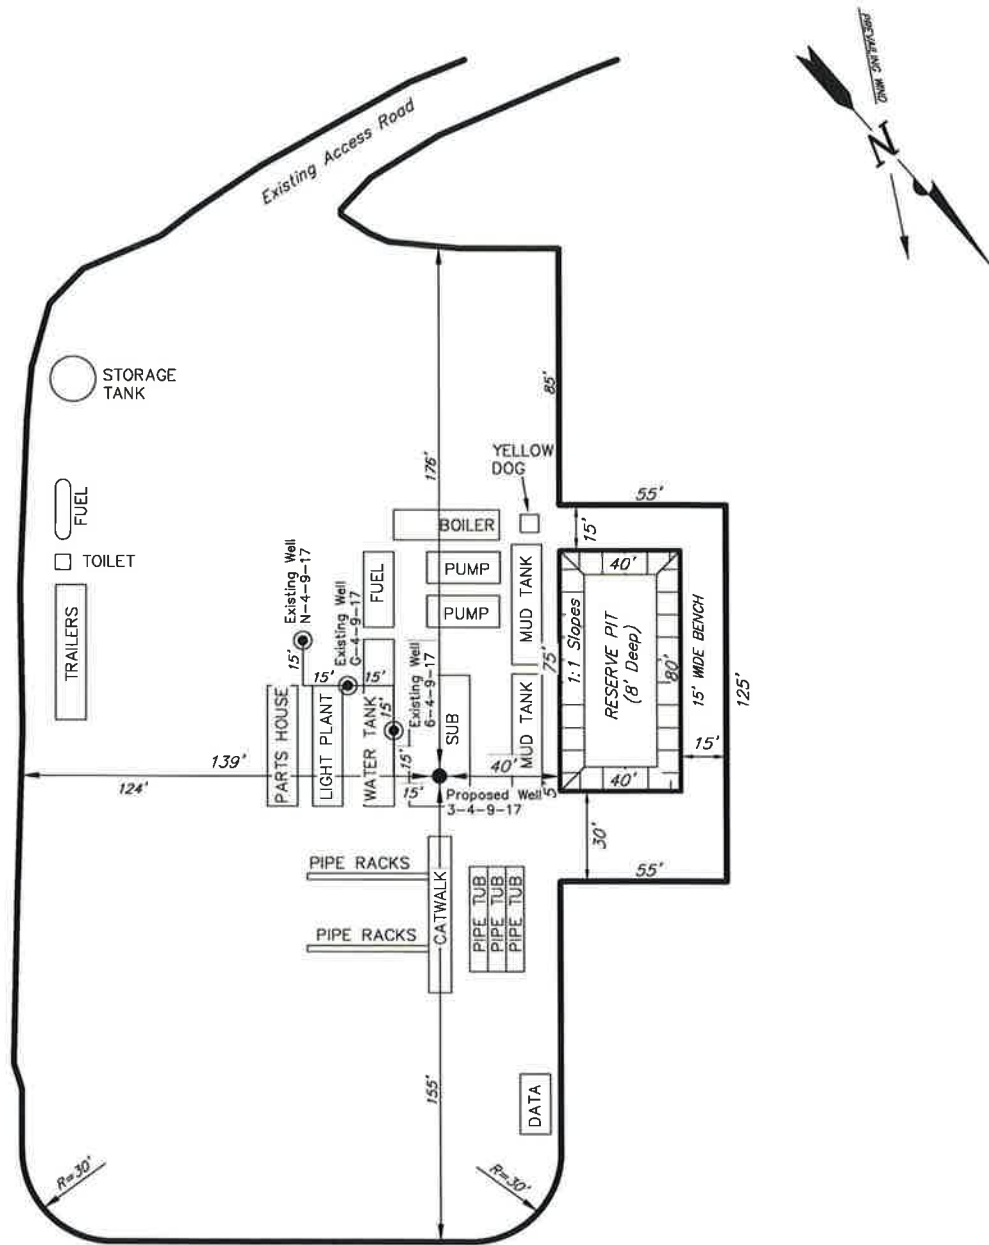 PREVAILING WIND
N
Existing Access Road
STORAGE
TANK
85'
176'
YELLOW
DOG
55'
FUEL
BOILER
15'
TOILET
Existing Well
N-4-9-17
FUEL
PUMP
MUD TANK
40'
TRAILERS
Existing Well
C-4-9-17
PUMP
1:1 Slopes
RESERVE PIT
(8' Deep)
80'
15' WIDE BENCH
125'
75'
15'
15'
15'
15'
Existing Well
6-4-9-17
PARTS HOUSE
LIGHT PLANT
WATER TANK
SUB
MUD TANK
15'
139'
124'
15'
40'
40'
15'
5'
Proposed Well
3-4-9-17
30'
PIPE RACKS
55'
CATWALK
PIPE TUB
PIPE TUB
PIPE TUB
PIPE RACKS
155'
DATA
R=30'
R=30'